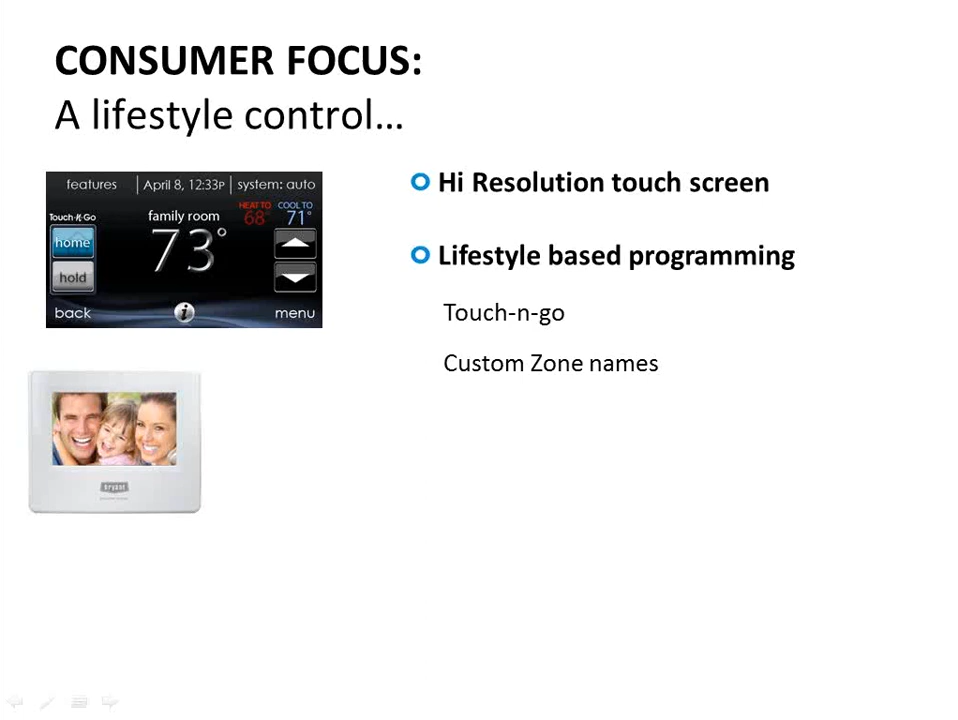 CONSUMER FOCUS:
A lifestyle control…
features | April 8, 12:33P | system: auto
Touch-N-Go
family room
HEAT TO COOL TO
68° 71°
home
73°
hold
back
i
menu
Hi Resolution touch screen
Lifestyle based programming
Touch-n-go
Custom Zone names
bryant